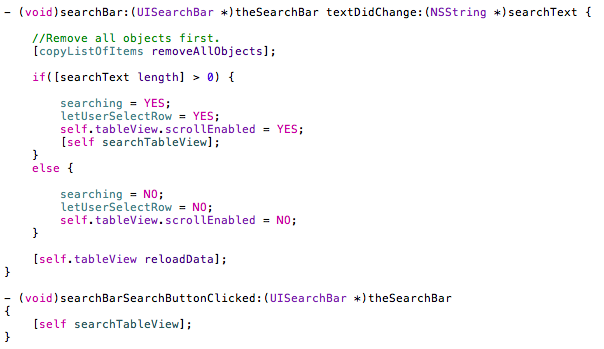 - (void)searchBar:(UISearchBar *)theSearchBar textDidChange:(NSString *)searchText {
//Remove all objects first.
[copyListOfItems removeAllObjects];
if([searchText length] > 0) {
searching = YES;
letUserSelectRow = YES;
self.tableView.scrollEnabled = YES;
[self searchTableView];
}
else {
searching = NO;
letUserSelectRow = NO;
self.tableView.scrollEnabled = NO;
}
[self.tableView reloadData];
}
- (void)searchBarSearchButtonClicked:(UISearchBar *)theSearchBar
{
[self searchTableView];
}